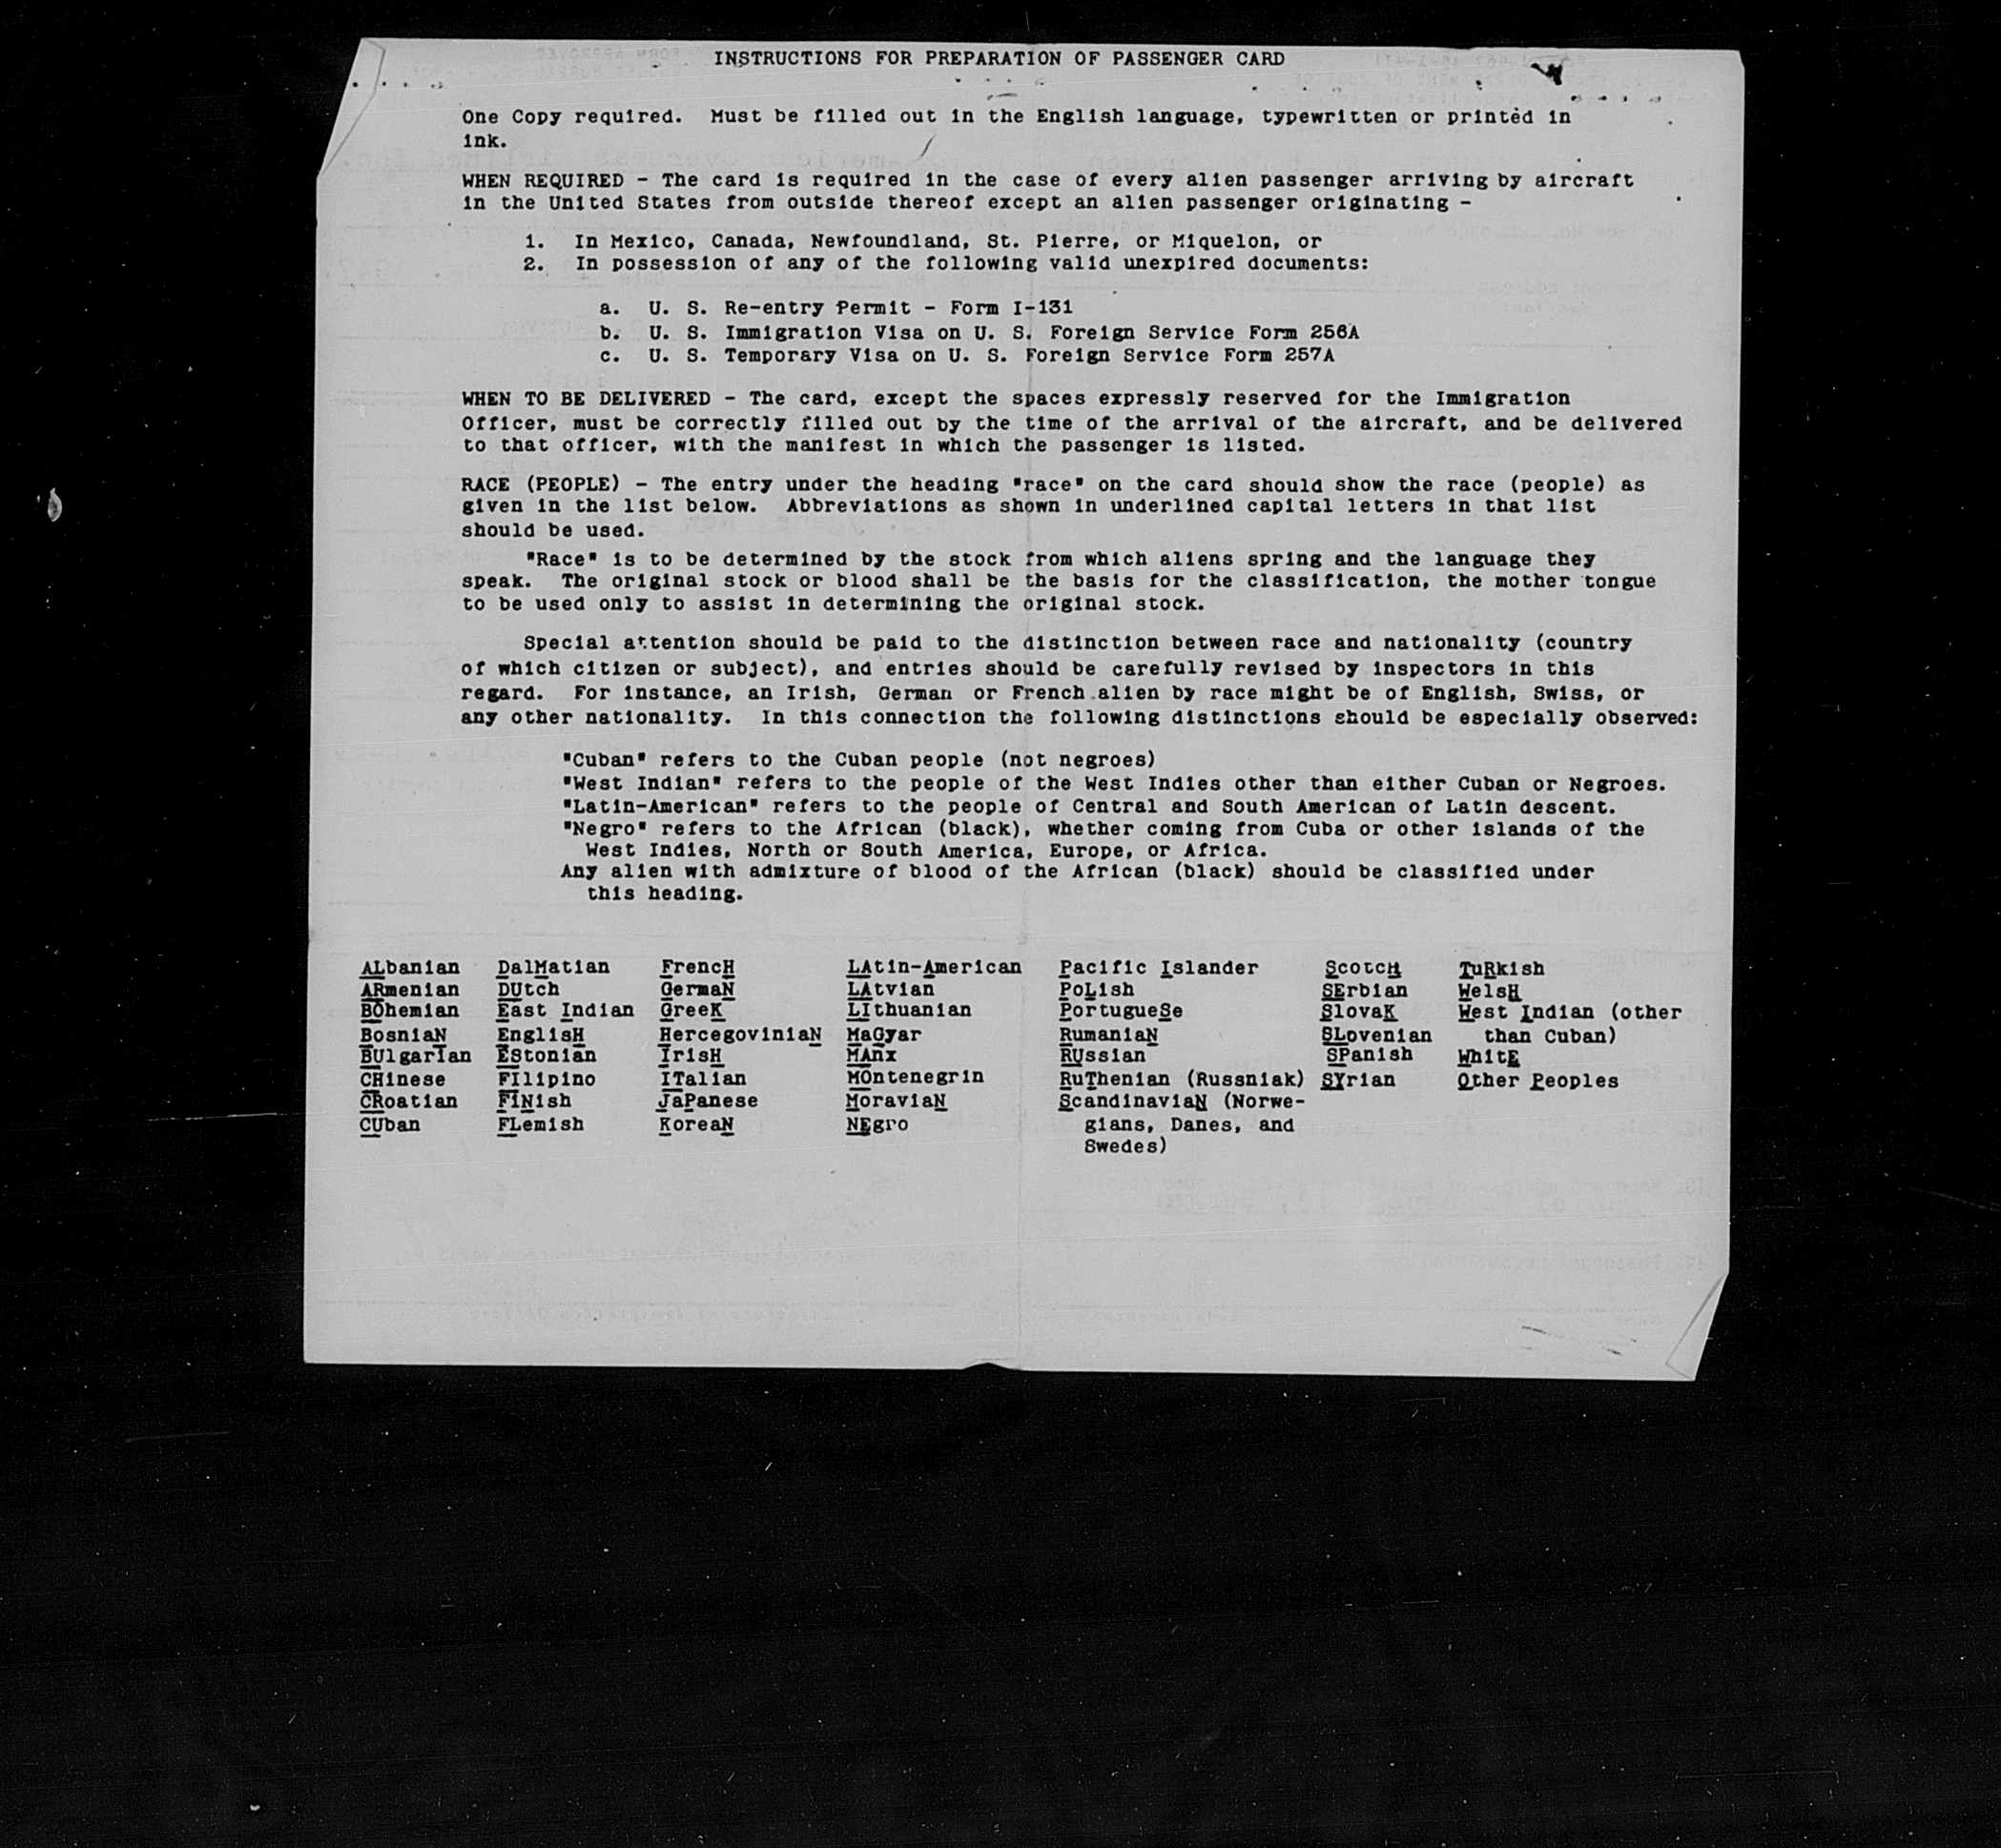 INSTRUCTIONS FOR PREPARATION OF PASSENGER CARD
One Copy required. Must be filled out in the English language, typewritten or printed in
ink.
WHEN REQUIRED - The card is required in the case of every alien passenger arriving by aircraft
in the United States from outside thereof except an alien passenger originating -
1. In Mexico, Canada, Newfoundland, St. Pierre, or Miquelon, or
2. In possession of any of the following valid unexpired documents:
a. U. S. Re-entry Permit - Form I-131
b. U. S. Immigration Visa on U. S. Foreign Service Form 256A
c. U. S. Temporary Visa on U. S. Foreign Service Form 257A
WHEN TO BE DELIVERED - The card, except the spaces expressly reserved for the Immigration
Officer, must be correctly filled out by the time of the arrival of the aircraft, and be delivered
to that officer, with the manifest in which the passenger is listed.
RACE (PEOPLE) - The entry under the heading "race" on the card should show the race (people) as
given in the list below. Abbreviations as shown in underlined capital letters in that list
should be used.
"Race" is to be determined by the stock from which aliens spring and the language they
speak. The original stock or blood shall be the basis for the classification, the mother tongue
to be used only to assist in determining the original stock.
Special attention should be paid to the distinction between race and nationality (country
of which citizen or subject), and entries should be carefully revised by inspectors in this
regard. For instance, an Irish, German or French alien by race might be of English, Swiss, or
any other nationality. In this connection the following distinctions should be especially observed:
"Cuban" refers to the Cuban people (not negroes)
"West Indian" refers to the people of the West Indies other than either Cuban or Negroes.
"Latin-American" refers to the people of Central and South American of Latin descent.
"Negro" refers to the African (black), whether coming from Cuba or other islands of the
West Indies, North or South America, Europe, or Africa.
Any alien with admixture of blood of the African (black) should be classified under
this heading.
ALbanian DalMatian FrencH LAtin-American Pacific Islander ScotcH TuRkish
ARmenian DUtch GermaN LAtvian PoLish SErbian WelsH
BOhemian East Indian GreeK LIthuanian PortugueSe SlovaK West Indian (other
BosniaN EnglisH HercegoviniaN MaGyar RumaniaN SLovenian than Cuban)
BUlgarian EStonian IrisH MAnx RUssian SPanish WhitE
CHinese FIlipino ITalian MOntenegrin RuThenian (Russniak) SYrian Other Peoples
CRoatian FINish JaPanese MoraviaN ScandinaviaN (Norwe-
CUban FLemish KoreaN NEgro gians, Danes, and
Swedes)